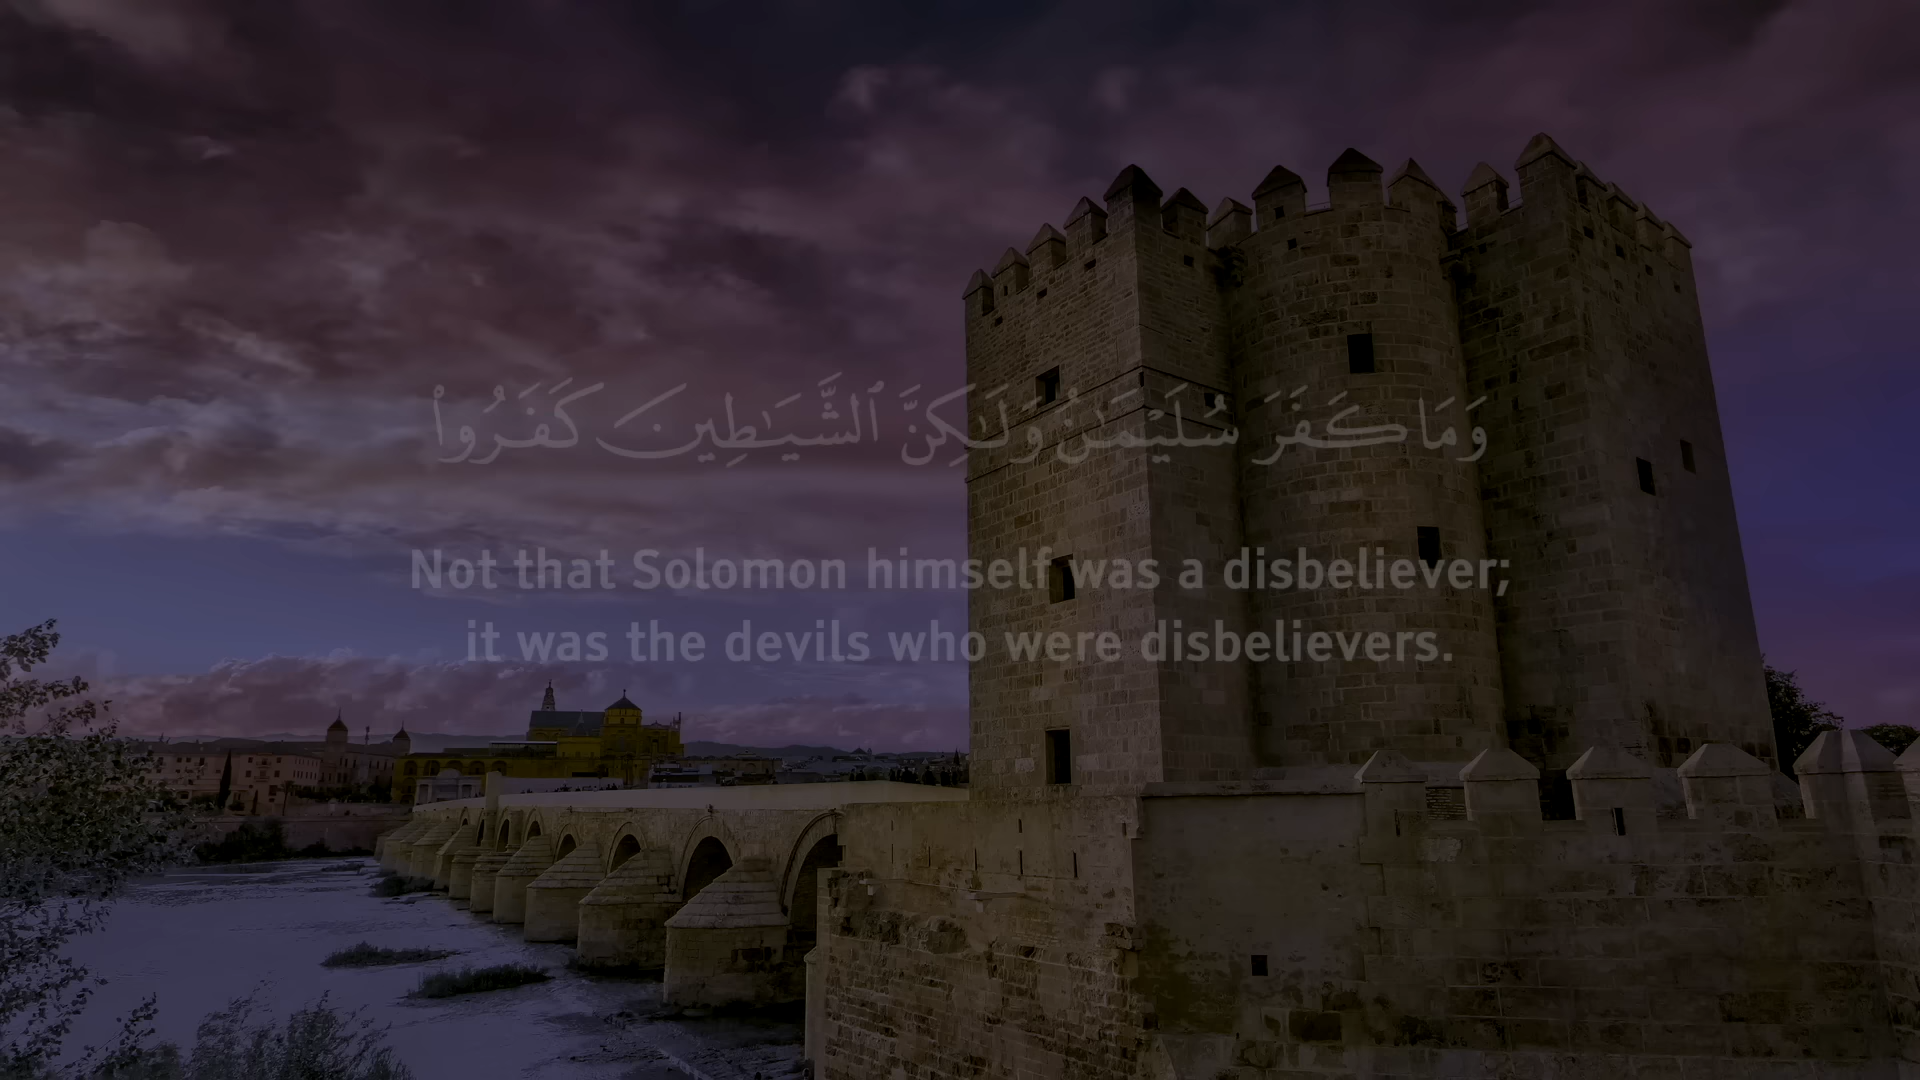 وَمَا كَفَرَ سُلَيْمَـٰنُ وَلَـٰكِنَّ ٱلشَّيَـٰطِينَ كَفَرُوا۟
Not that Solomon himself was a disbeliever;
it was the devils who were disbelievers.